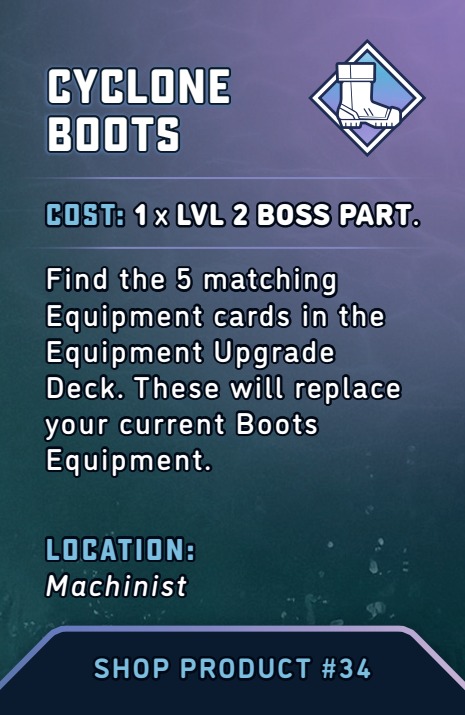 CYCLONE
BOOTS
COST: 1 x LVL 2 BOSS PART.
Find the 5 matching
Equipment cards in the
Equipment Upgrade
Deck. These will replace
your current Boots
Equipment.
LOCATION:
Machinist
SHOP PRODUCT #34